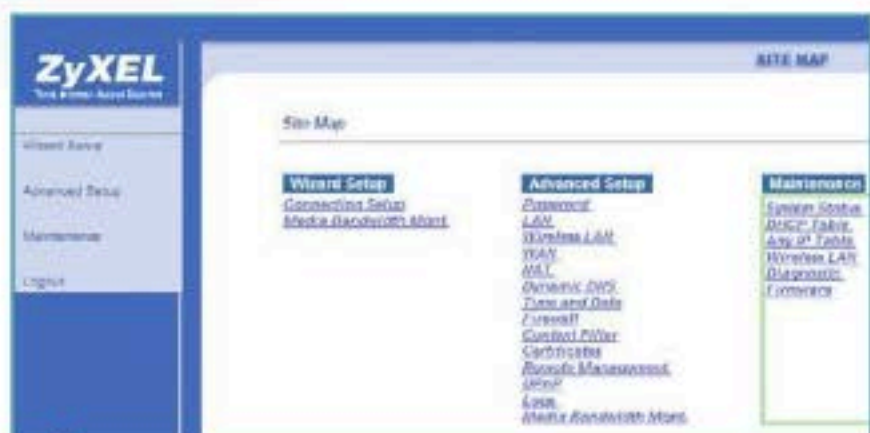 SITE MAP
ZyXEL
Site Map
Wizard Setup
Advanced Setup
Maintenance
Logout
Wizard Setup
Connection Setup
Media Bandwidth Mgmt.
Advanced Setup
Password
LAN
Wireless LAN
WAN
NAT
Dynamic DNS
Time and Date
Firewall
Content Filter
Certificates
Remote Management
UPnP
Logs
Media Bandwidth Mgmt.
Maintenance
System Status
DHCP Table
Any IP Table
Wireless LAN
Diagnostic
Firmware